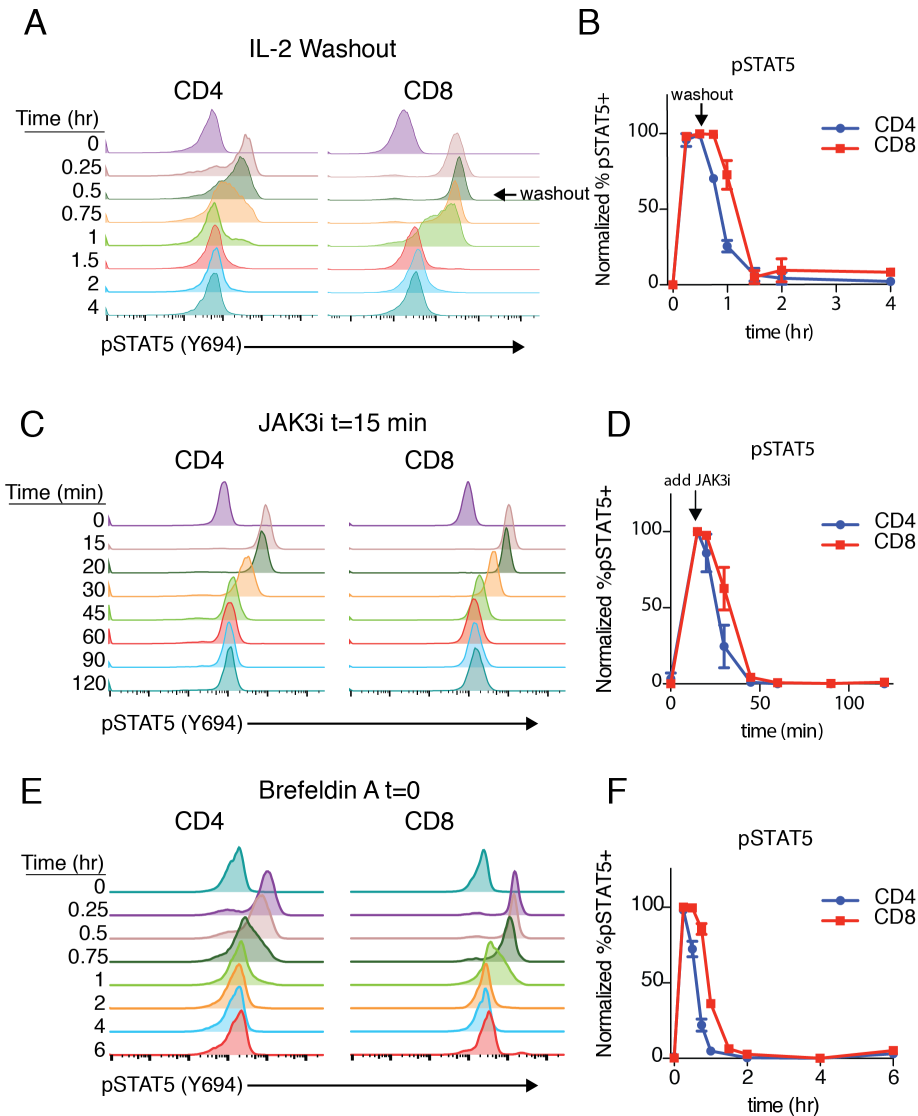 A
IL-2 Washout
CD4
CD8
Time (hr)
0
0.25
0.5
0.75
1
1.5
2
4
washout
pSTAT5 (Y694)
B
pSTAT5
washout
Normalized % pSTAT5+
100
50
0
0
1
2
3
4
time (hr)
CD4
CD8
C
JAK3i t=15 min
CD4
CD8
Time (min)
0
15
20
30
45
60
90
120
pSTAT5 (Y694)
D
pSTAT5
add JAK3i
Normalized %pSTAT5+
100
50
0
0
50
100
time (min)
CD4
CD8
E
Brefeldin A t=0
CD4
CD8
Time (hr)
0
0.25
0.5
0.75
1
2
4
6
pSTAT5 (Y694)
F
pSTAT5
Normalized %pSTAT5+
100
50
0
0
2
4
6
time (hr)
CD4
CD8